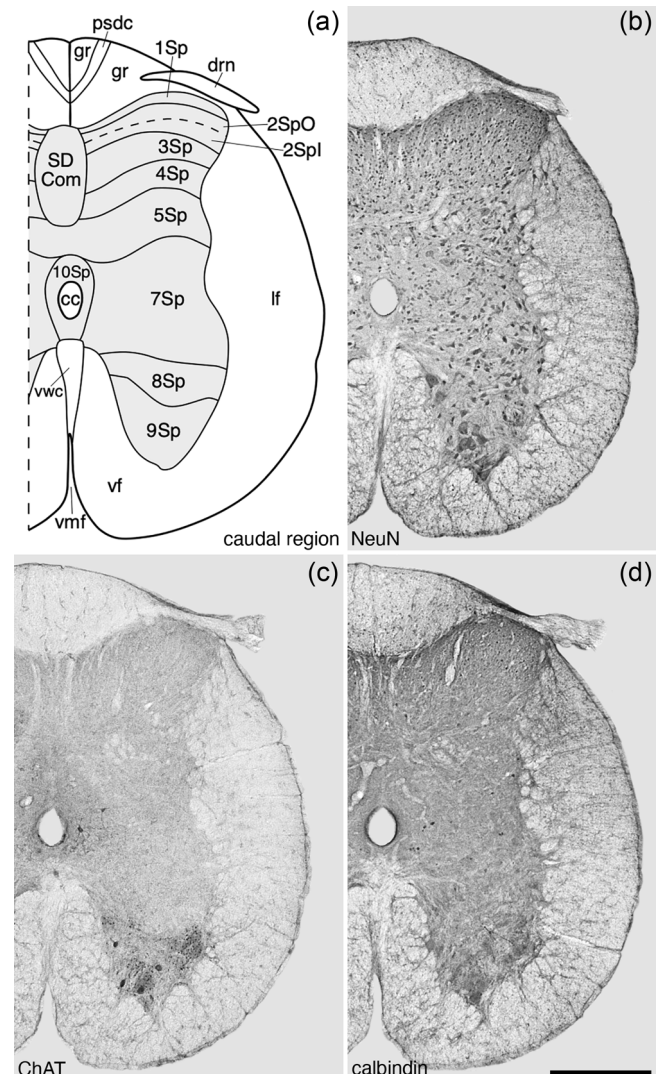 (a)
psdc
gr
gr
1Sp
drn
2SpO
2SpI
3Sp
SD
Com
4Sp
5Sp
10Sp
cc
7Sp
lf
vwc
8Sp
9Sp
vf
vmf
caudal region
(b)
NeuN
(c)
ChAT
(d)
calbindin